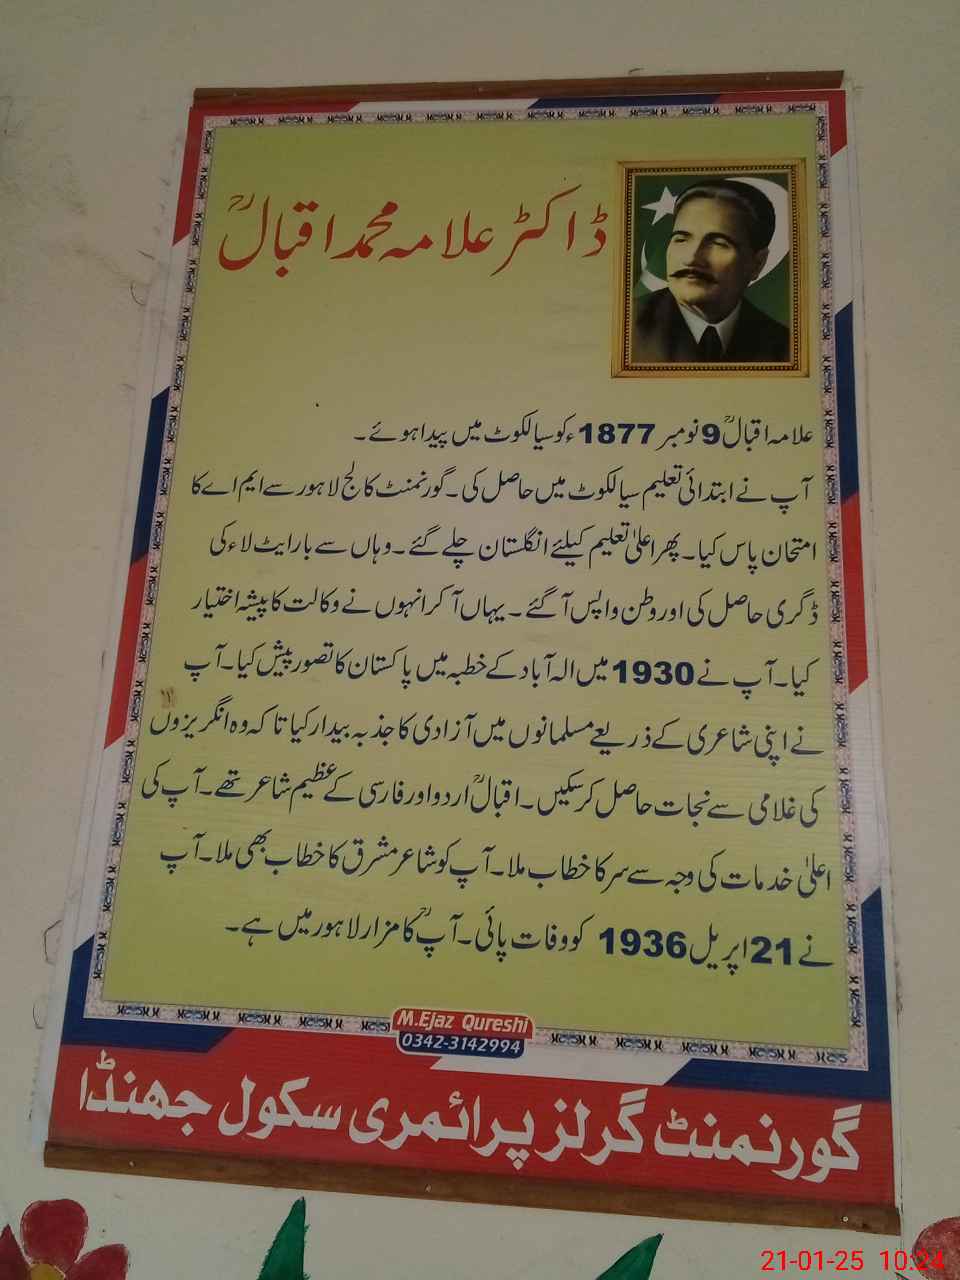 ڈاکٹر علامہ محمد اقبالؒ
علامہ اقبالؒ 9 نومبر 1877ء کو سیالکوٹ میں پیدا ہوئے۔
آپ نے ابتدائی تعلیم سیالکوٹ میں حاصل کی۔ گورنمنٹ کالج لاہور سے ایم اے کا
امتحان پاس کیا۔ پھر اعلیٰ تعلیم کیلئے انگلستان چلے گئے۔ وہاں سے بار ایٹ لاء کی
ڈگری حاصل کی اور وطن واپس آ گئے۔ یہاں آ کر انہوں نے وکالت کا پیشہ اختیار
کیا۔ آپ نے 1930 میں الہ آباد کے خطبہ میں پاکستان کا تصور پیش کیا۔ آپ
نے اپنی شاعری کے ذریعے مسلمانوں میں آزادی کا جذبہ بیدار کیا تا کہ وہ انگریزوں
کی غلامی سے نجات حاصل کر سکیں۔ اقبالؒ اردو اور فارسی کے عظیم شاعر تھے۔ آپ کی
اعلیٰ خدمات کی وجہ سے سر کا خطاب ملا۔ آپ کو شاعر مشرق کا خطاب بھی ملا۔ آپ
نے 21 اپریل 1936 کو وفات پائی۔ آپؒ کا مزار لاہور میں ہے۔
M.Ejaz Qureshi
0342-3142994
گورنمنٹ گرلز پرائمری سکول جھنڈا
21-01-25 10:24